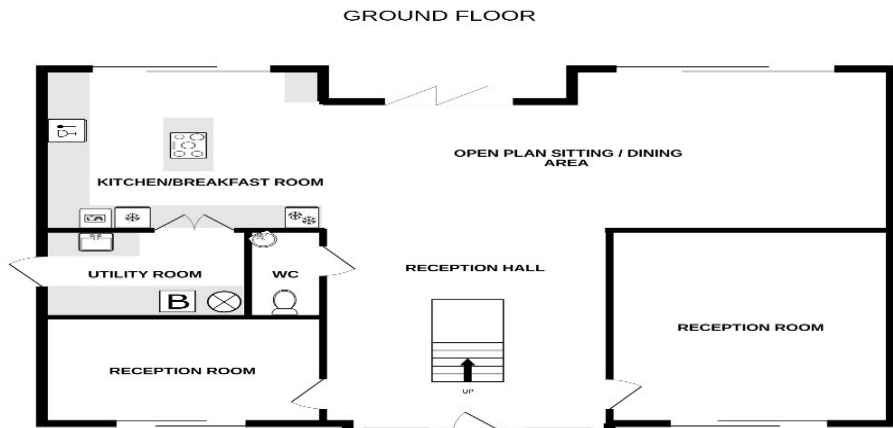 GROUND FLOOR
OPEN PLAN SITTING / DINING
AREA
KITCHEN/BREAKFAST ROOM
RECEPTION HALL
UTILITY ROOM
WC
B
RECEPTION ROOM
RECEPTION ROOM
UP